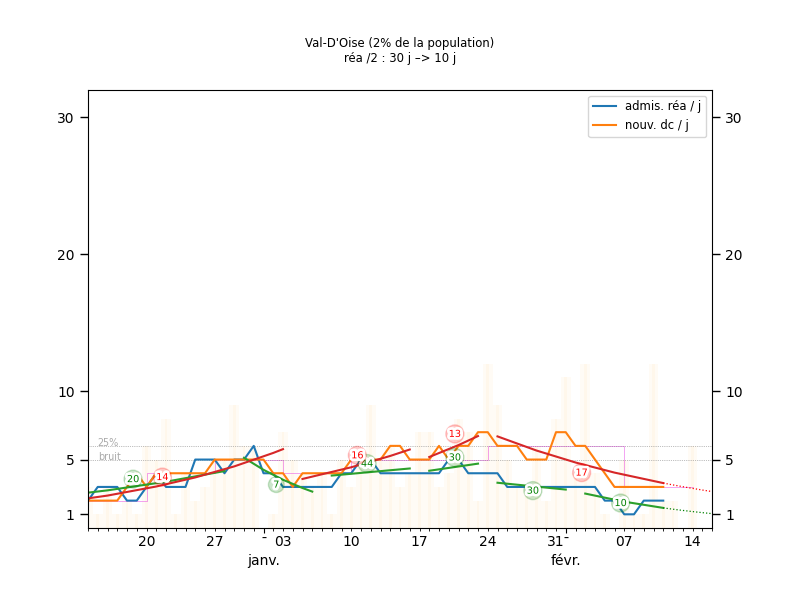 Val-D'Oise (2% de la population)
réa /2 : 30 j –> 10 j
admis. réa / j
nouv. dc / j
30 30
20 20
10 10
25%
bruit
5 5
1 1
20 14 7 16 44 13 30 30 17 10
20 27 - 03 10 17 24 31- 07 14
janv. févr.